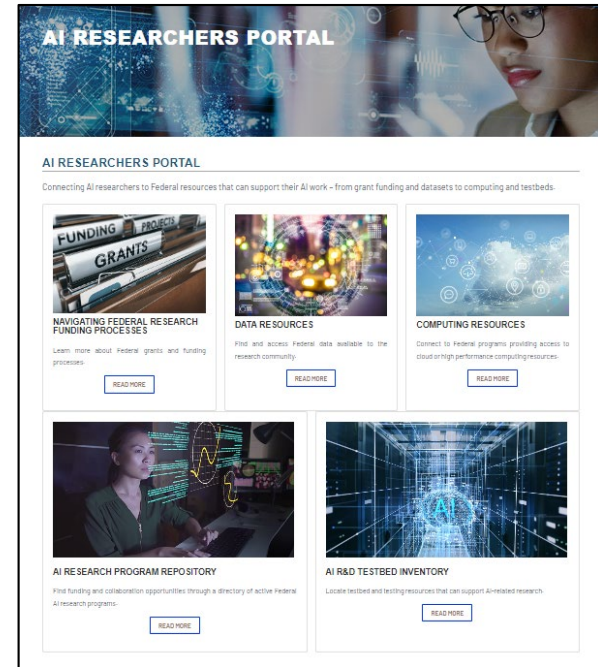 AI RESEARCHERS PORTAL
AI RESEARCHERS PORTAL
Connecting AI researchers to Federal resources that can support their AI work – from grant funding and datasets to computing and testbeds.
FUNDING
PROJECTS
GRANTS
NAVIGATING FEDERAL RESEARCH
FUNDING PROCESSES
Learn more about Federal grants and funding
processes.
READ MORE
DATA RESOURCES
Find and access Federal data available to the
research community.
READ MORE
COMPUTING RESOURCES
Connect to Federal programs providing access to
cloud or high performance computing resources.
READ MORE
AI RESEARCH PROGRAM REPOSITORY
Find funding and collaboration opportunities through a directory of active Federal
AI research programs.
READ MORE
AI
AI R&D TESTBED INVENTORY
Locate testbed and testing resources that can support AI-related research.
READ MORE